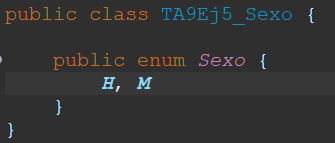 public class TA9Ej5_Sexo {
public enum Sexo {
H, M
}
}